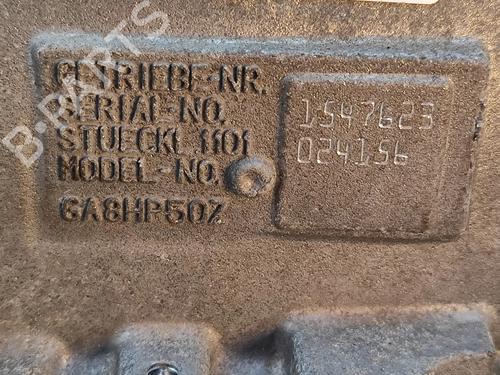 GETRIEBE-NR.
SERIAL-NO.
STUECKL.1101
MODEL-NO.
GA8HP50Z
1547623
024156
B-PARTS